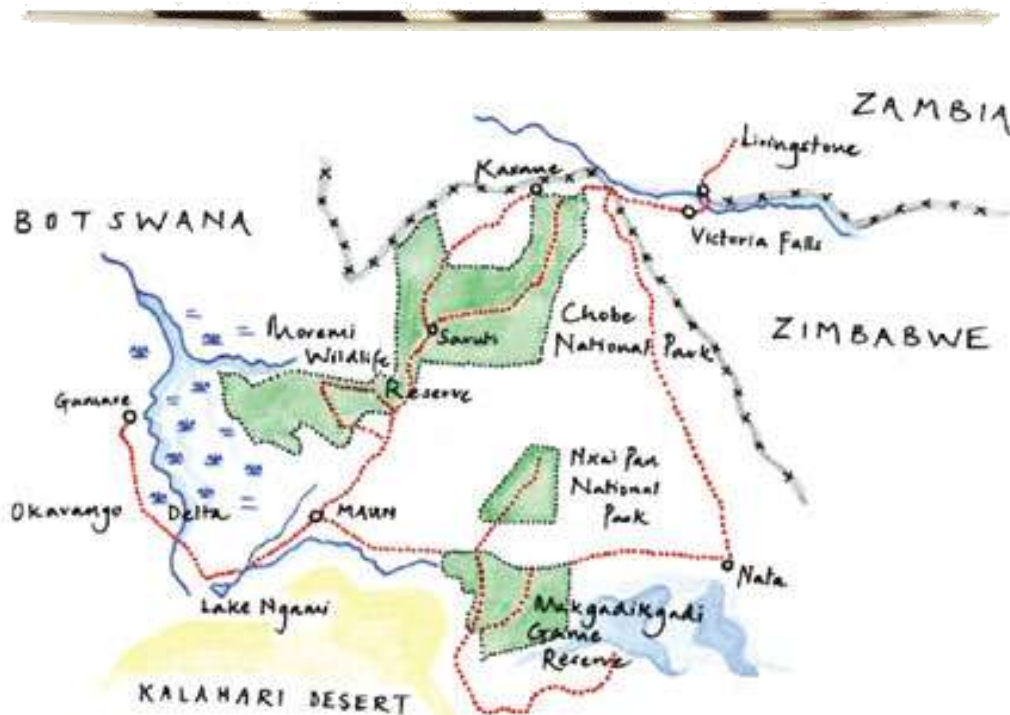 ZAMBIA
Livingstone
Kasane
BOTSWANA
Victoria Falls
Moremi
Wildlife
Reserve
Savuti
Chobe
National Park
ZIMBABWE
Gumare
Nxai Pan
National
Park
Okavango Delta
MAUN
Nata
Lake Ngami
Makgadikgadi
Game
Reserve
KALAHARI DESERT